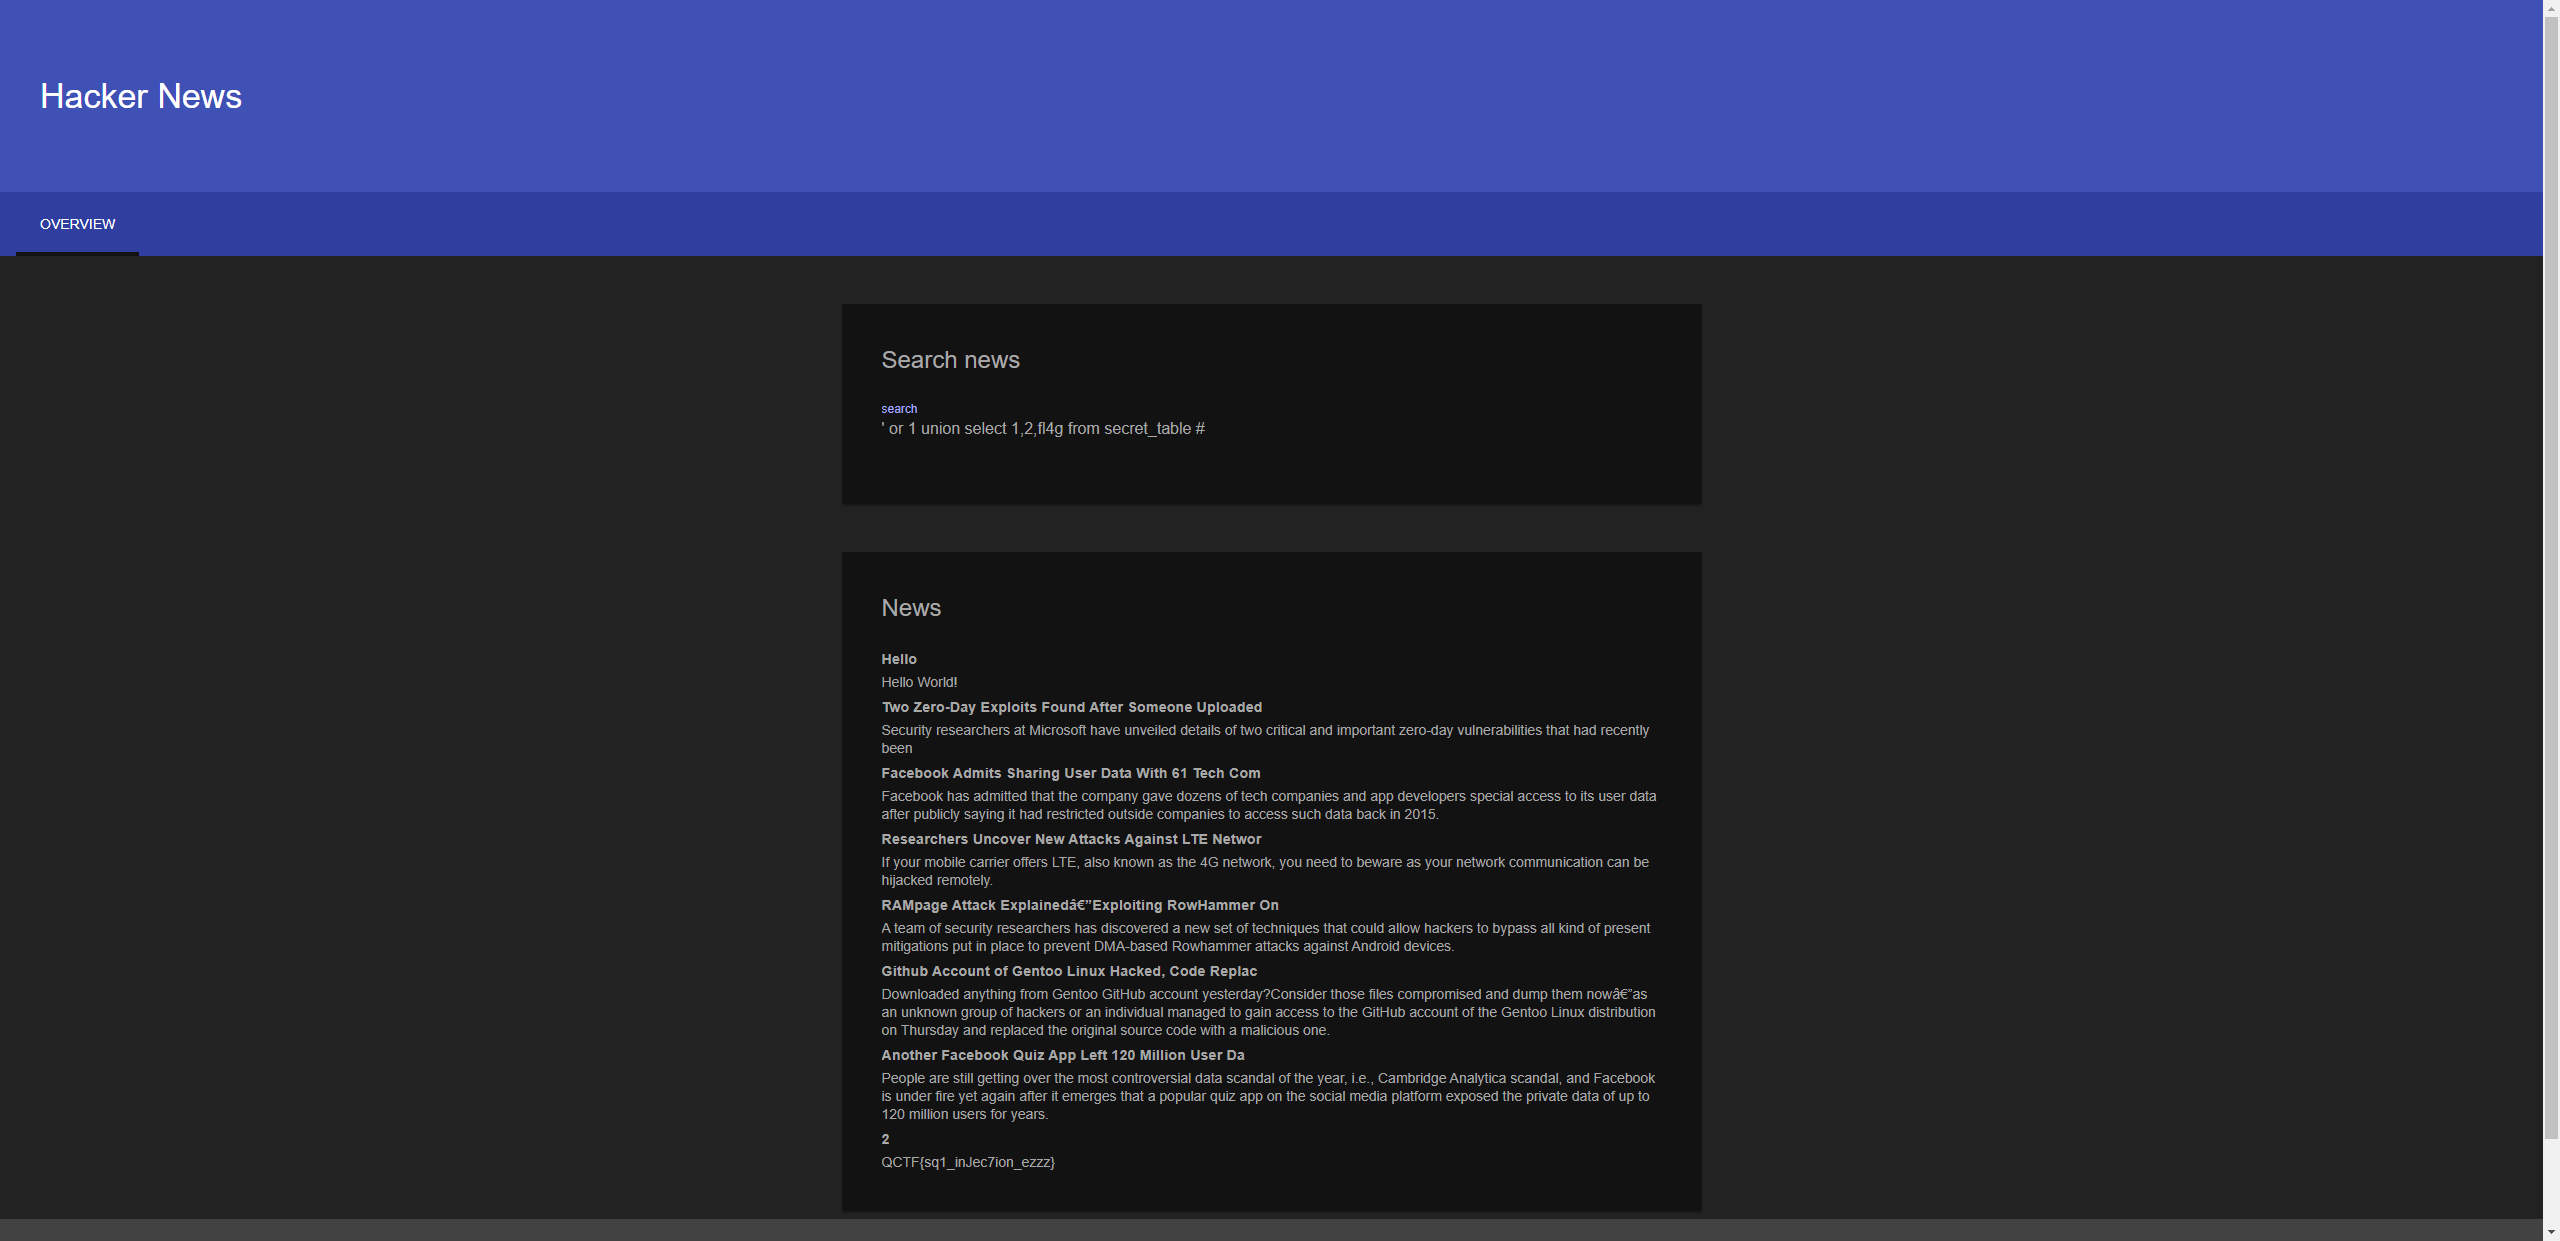 Hacker News
OVERVIEW
Search news
search
' or 1 union select 1,2,fl4g from secret_table #
News
Hello
Hello World!
Two Zero-Day Exploits Found After Someone Uploaded
Security researchers at Microsoft have unveiled details of two critical and important zero-day vulnerabilities that had recently
been
Facebook Admits Sharing User Data With 61 Tech Com
Facebook has admitted that the company gave dozens of tech companies and app developers special access to its user data
after publicly saying it had restricted outside companies to access such data back in 2015.
Researchers Uncover New Attacks Against LTE Networ
If your mobile carrier offers LTE, also known as the 4G network, you need to beware as your network communication can be
hijacked remotely.
RAMpage Attack Explainedâ€”Exploiting RowHammer On
A team of security researchers has discovered a new set of techniques that could allow hackers to bypass all kind of present
mitigations put in place to prevent DMA-based Rowhammer attacks against Android devices.
Github Account of Gentoo Linux Hacked, Code Replac
Downloaded anything from Gentoo GitHub account yesterday?Consider those files compromised and dump them nowâ€”as
an unknown group of hackers or an individual managed to gain access to the GitHub account of the Gentoo Linux distribution
on Thursday and replaced the original source code with a malicious one.
Another Facebook Quiz App Left 120 Million User Da
People are still getting over the most controversial data scandal of the year, i.e., Cambridge Analytica scandal, and Facebook
is under fire yet again after it emerges that a popular quiz app on the social media platform exposed the private data of up to
120 million users for years.
2
QCTF{sq1_inJec7ion_ezzz}